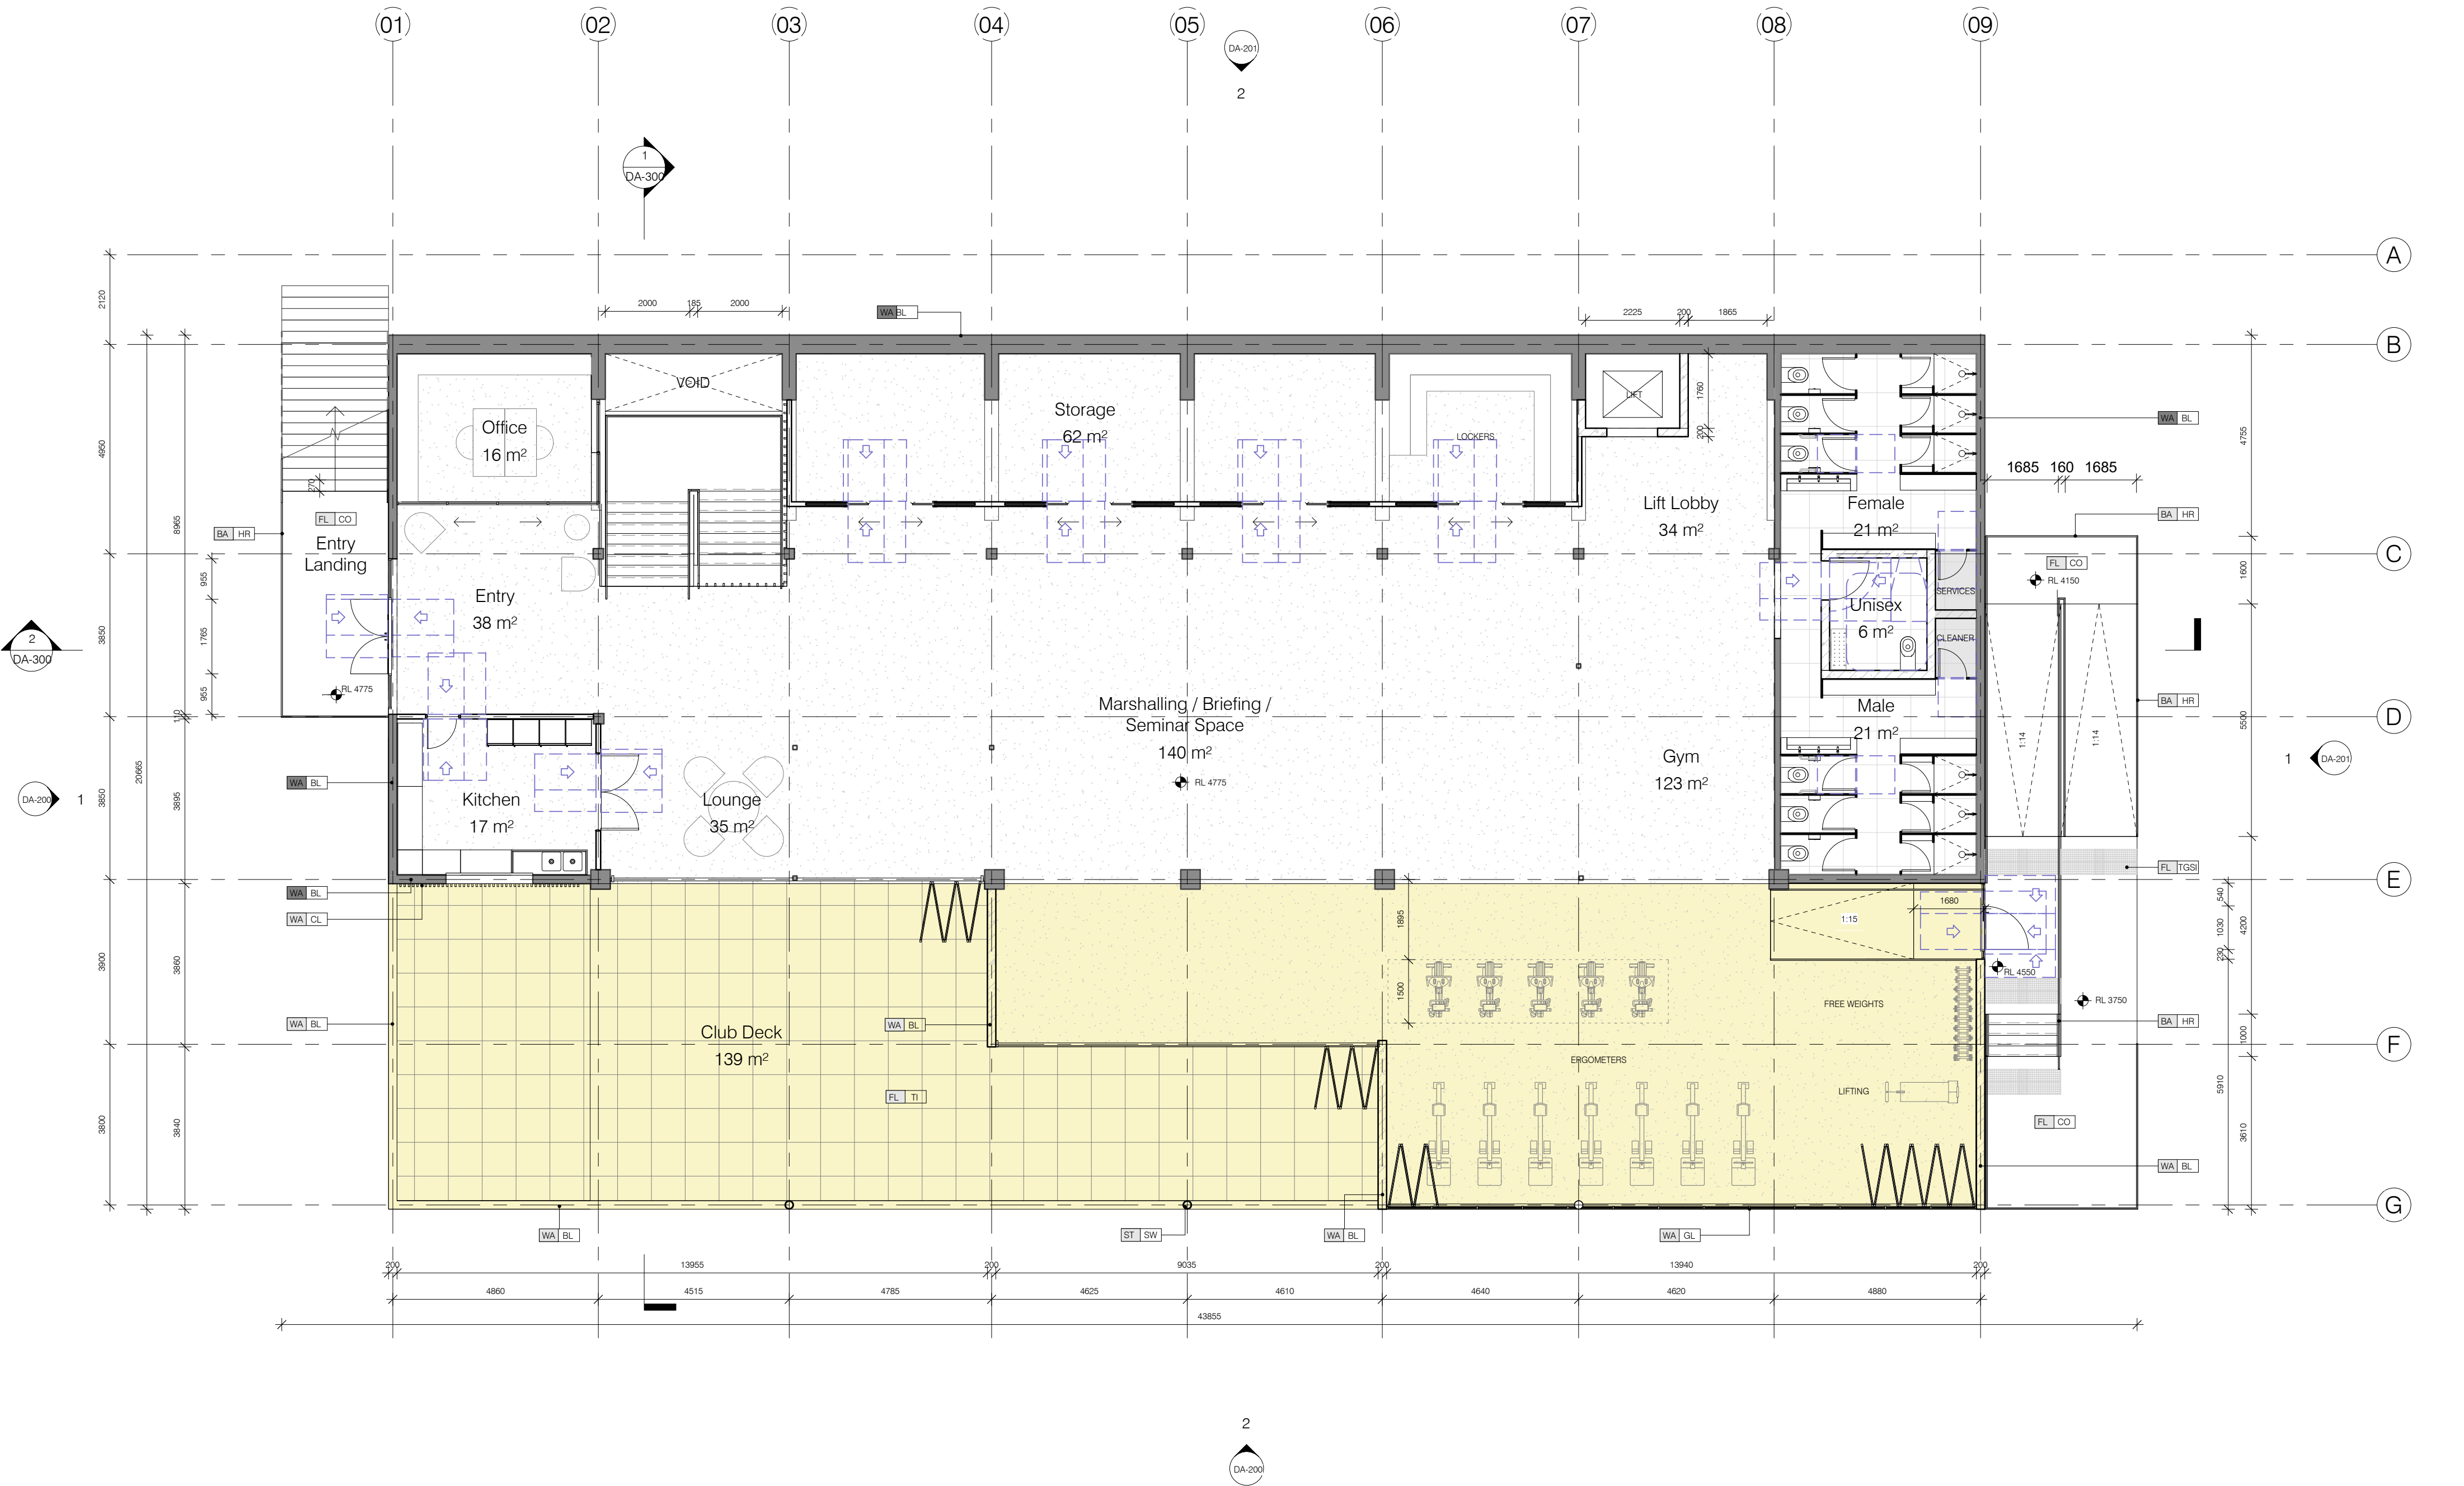 01 02 03 04 05 06 07 08 09
DA-201
2
1
DA-300
A
2120
2000 185 2000
WA BL
2225 200 1865
B
VOID
1760
LIFT
200
Office
16 m²
Storage
62 m²
LOCKERS
WA BL
4755
4950
8965
270
1685 160 1685
FL CO
BA HR
Entry
Landing
Lift Lobby
34 m²
Female
21 m²
BA HR
C
FL CO
RL 4150
1600
955
SERVICES
Entry
38 m²
Unisex
6 m²
CLEANER
2
DA-300
3850
1765
955
110
RL 4775
BA HR
Marshalling / Briefing /
Seminar Space
140 m²
RL 4775
Male
21 m²
D
5500
1:14
1:14
Gym
123 m²
1
DA-201
20665
WA BL
DA-200
1
3850
3895
Kitchen
17 m²
Lounge
35 m²
FL TGSI
E
WA BL
WA CL
540
1680
1:15
1895
1030
4200
230
3900
3860
RL 4550
1500
FREE WEIGHTS
RL 3750
WA BL
Club Deck
139 m²
WA BL
BA HR
1000
F
ERGOMETERS
LIFTING
FL TI
5910
3800
3840
FL CO
3610
WA BL
G
WA BL
ST SW
WA BL
WA GL
200 13955 200 9035 200 13940 200
4860 4515 4785 4625 4610 4640 4620 4880
43855
2
DA-200